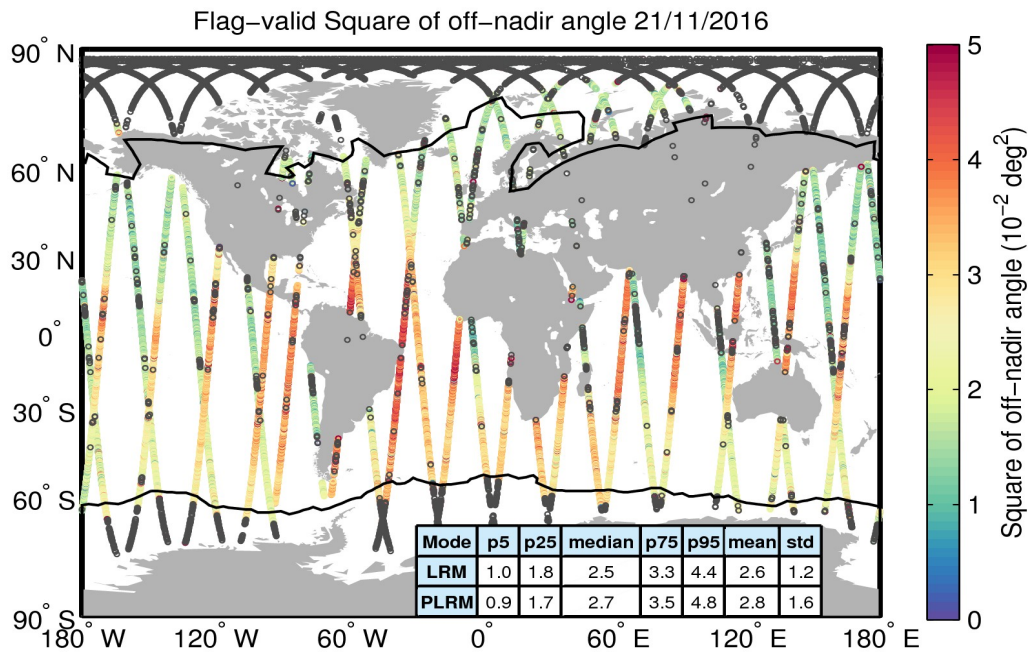 Flag−valid Square of off−nadir angle 21/11/2016
90° N
60° N
30° N
0°
30° S
60° S
90° S
180° W
120° W
60° W
0°
60° E
120° E
180° E
Mode p5 p25 median p75 p95 mean std
LRM 1.0 1.8 2.5 3.3 4.4 2.6 1.2
PLRM 0.9 1.7 2.7 3.5 4.8 2.8 1.6
5
4
3
2
1
0
Square of off−nadir angle (10⁻² deg²)